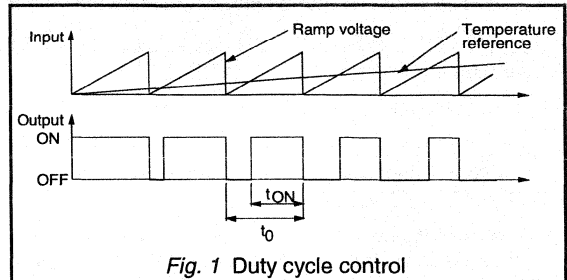 Input
Ramp voltage
Temperature
reference
Output
ON
OFF
tON
t0
Fig. 1 Duty cycle control